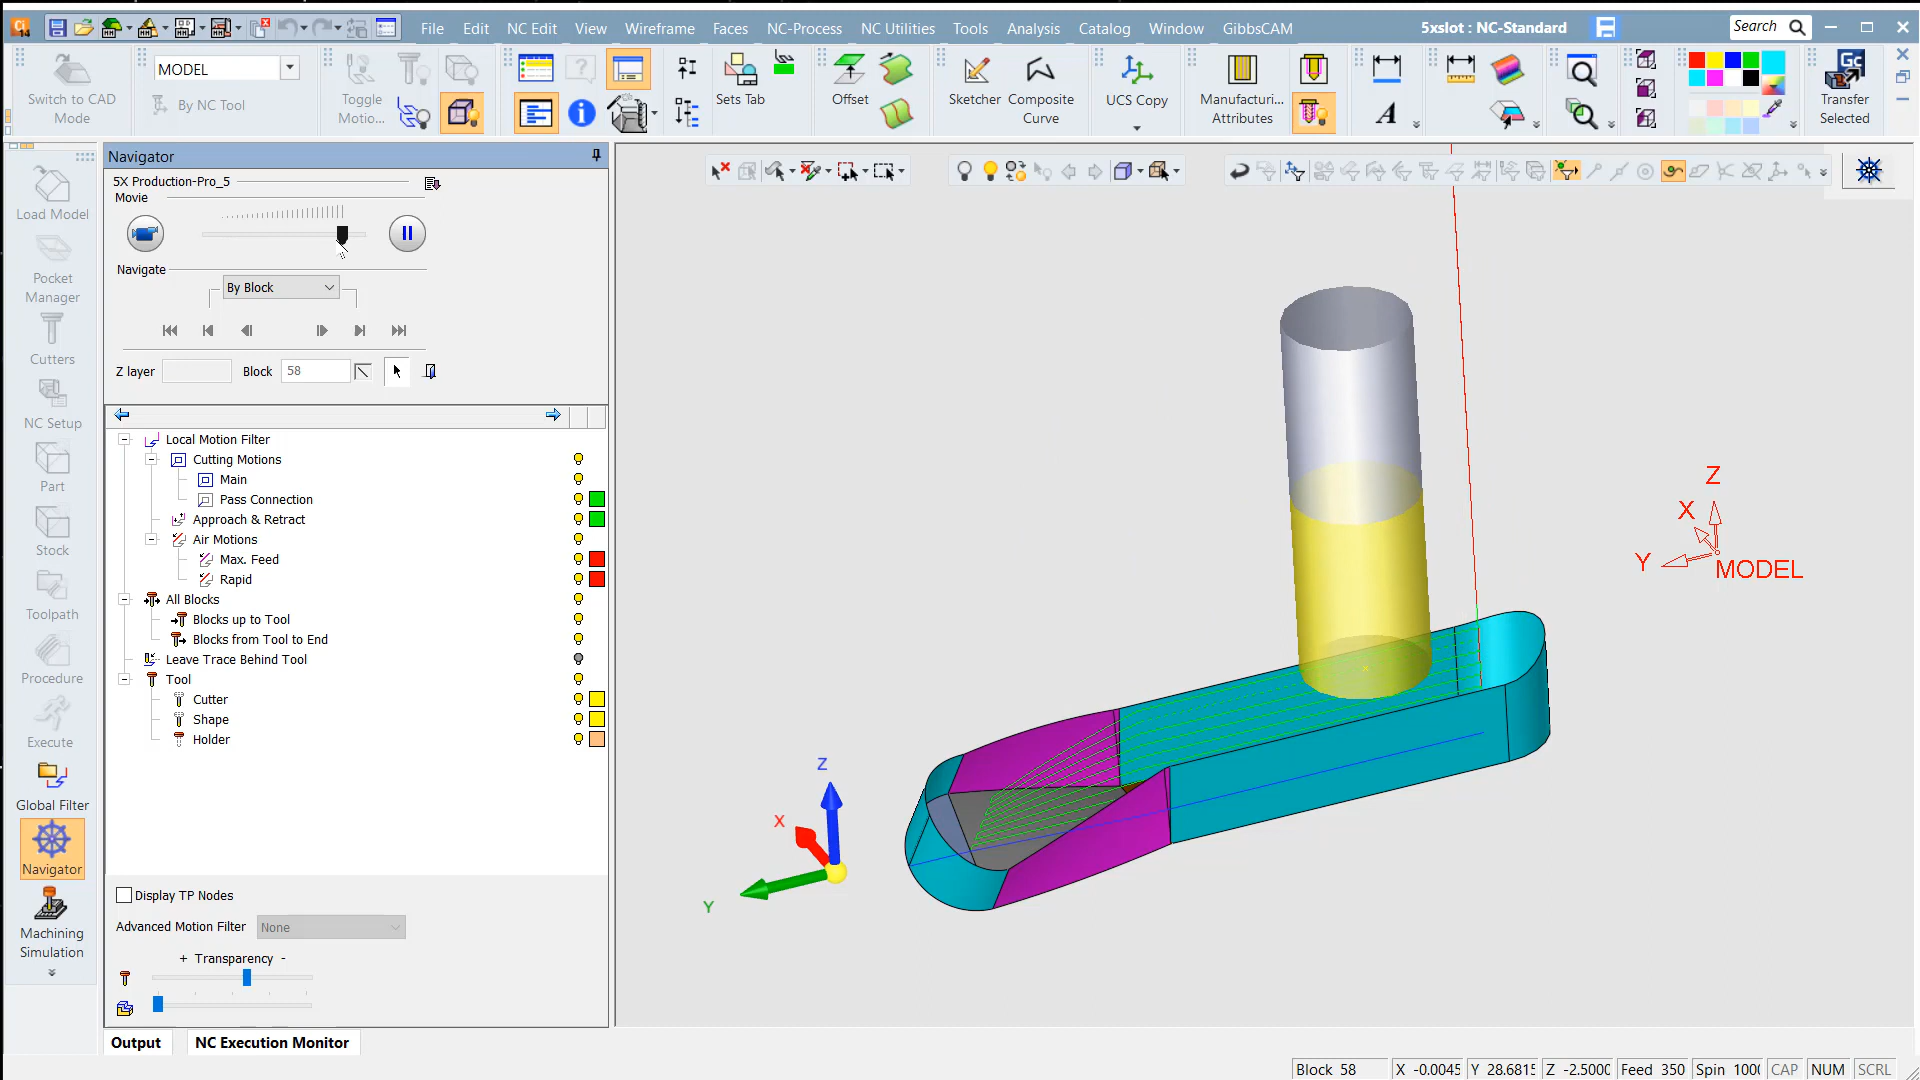 File Edit NC Edit View Wireframe Faces NC-Process NC Utilities Tools Analysis Catalog Window GibbsCAM 5xslot : NC-Standard Search
Switch to CAD Mode
MODEL
By NC Tool
Toggle Motio...
Sets Tab
Offset
Sketcher
Composite Curve
UCS Copy
Manufacturi... Attributes
Transfer Selected
Load Model
Pocket Manager
Cutters
NC Setup
Part
Stock
Toolpath
Procedure
Execute
Global Filter
Navigator
Machining Simulation
Navigator
5X Production-Pro_5
Movie
Navigate
By Block
Z layer
Block 58
Local Motion Filter
Cutting Motions
Main
Pass Connection
Approach & Retract
Air Motions
Max. Feed
Rapid
All Blocks
Blocks up to Tool
Blocks from Tool to End
Leave Trace Behind Tool
Tool
Cutter
Shape
Holder
Display TP Nodes
Advanced Motion Filter None
+ Transparency -
Output
NC Execution Monitor
Z
X
Y
MODEL
Z
X
Y
Block 58 X -0.0045 Y 28.6815 Z -2.5000 Feed 350 Spin 1000 CAP NUM SCRL